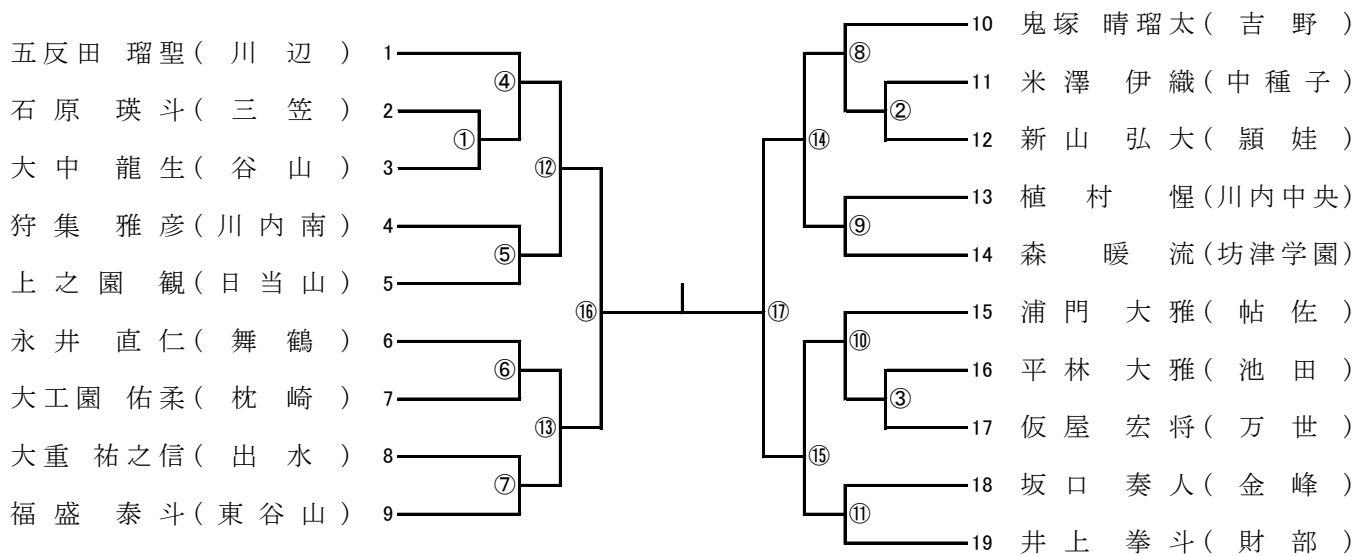 五反田 瑠聖 ( 川 辺 ) 1
石原 瑛斗 ( 三 笠 ) 2
大中 龍生 ( 谷 山 ) 3
狩集 雅彦 ( 川内南 ) 4
上之園 観 ( 日当山 ) 5
永井 直仁 ( 舞 鶴 ) 6
大工園 佑柔 ( 枕 崎 ) 7
大重 祐之信 ( 出 水 ) 8
福盛 泰斗 ( 東谷山 ) 9
①
④
⑤
⑥
⑦
⑫
⑬
⑯
⑰
⑭
⑮
⑧
⑨
⑩
⑪
②
③
10 鬼塚 晴瑠太 ( 吉 野 )
11 米澤 伊織 ( 中種子 )
12 新山 弘大 ( 頴 娃 )
13 植村 惺 (川内中央)
14 森 暖流 (坊津学園)
15 浦門 大雅 ( 帖 佐 )
16 平林 大雅 ( 池 田 )
17 仮屋 宏将 ( 万 世 )
18 坂口 奏人 ( 金 峰 )
19 井上 拳斗 ( 財 部 )